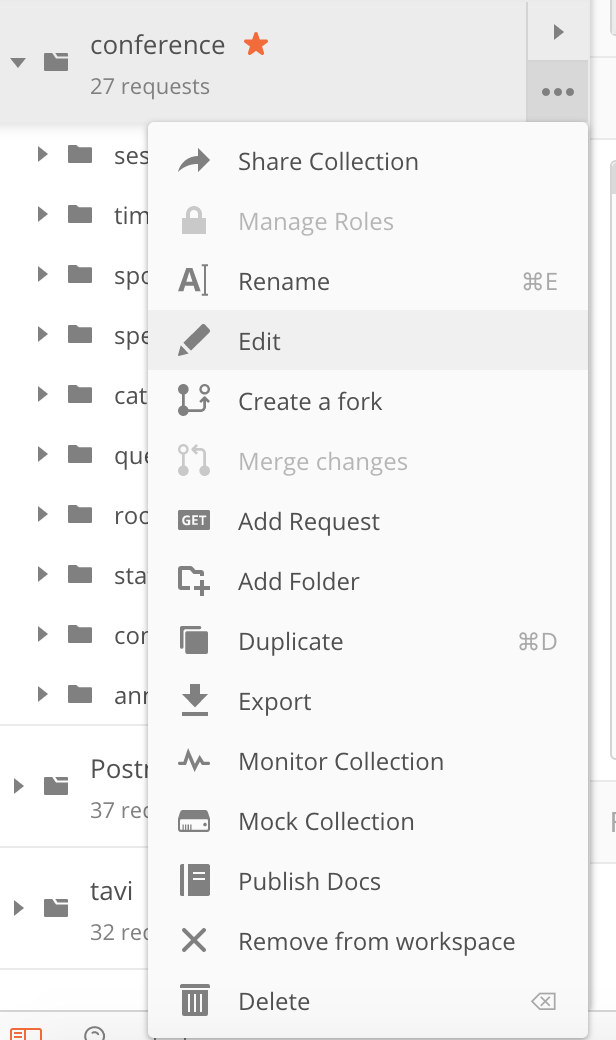 conference
27 requests
Share Collection
Manage Roles
Rename ⌘E
Edit
Create a fork
Merge changes
GET Add Request
Add Folder
Duplicate ⌘D
Export
Monitor Collection
Mock Collection
Publish Docs
tavi
Remove from workspace
Delete